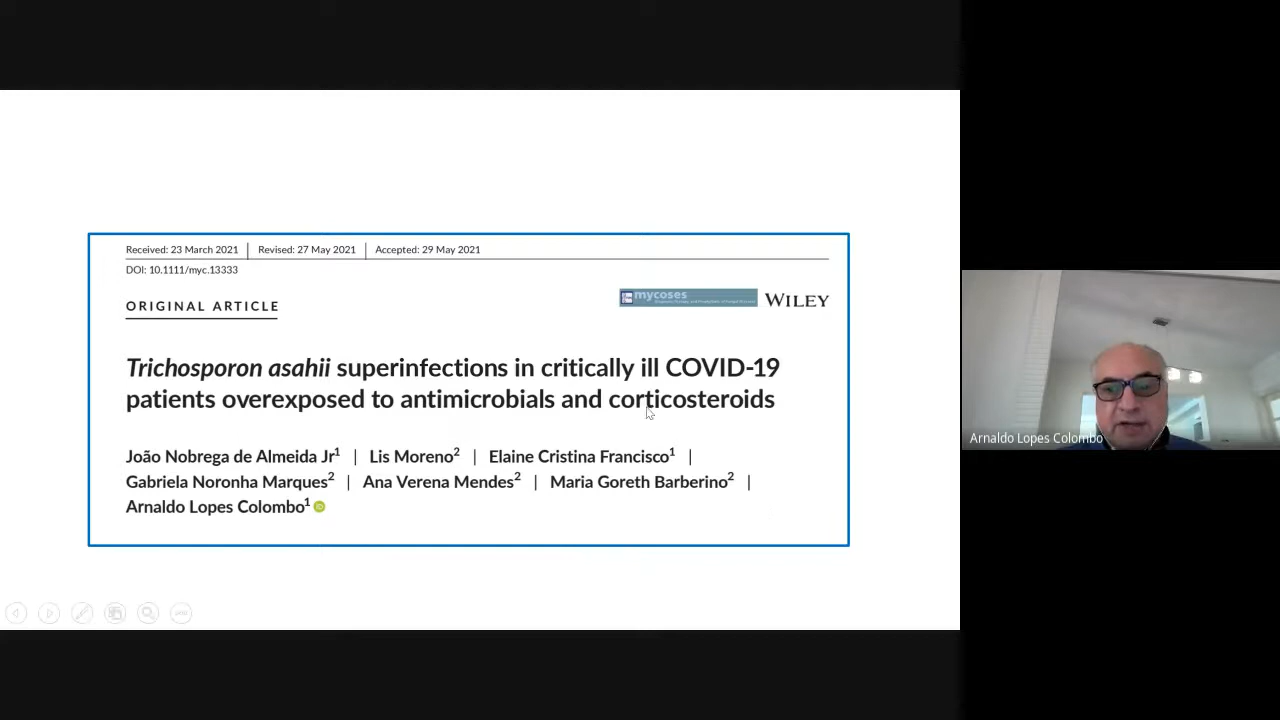 Received: 23 March 2021 | Revised: 27 May 2021 | Accepted: 29 May 2021
DOI: 10.1111/myc.13333
ORIGINAL ARTICLE
mycoses WILEY
Trichosporon asahii superinfections in critically ill COVID-19
patients overexposed to antimicrobials and corticosteroids
João Nobrega de Almeida Jr1 | Lis Moreno2 | Elaine Cristina Francisco1 |
Gabriela Noronha Marques2 | Ana Verena Mendes2 | Maria Goreth Barberino2 |
Arnaldo Lopes Colombo1 iD
Arnaldo Lopes Colombo